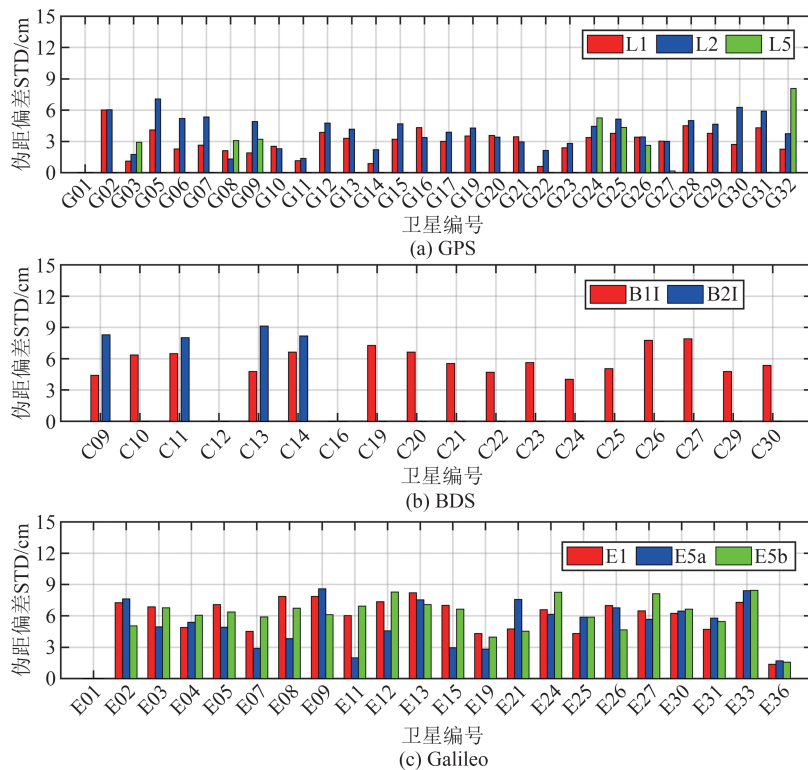 15
12
9
6
3
0
伪距偏差STD/cm
L1 L2 L5
G01 G02 G03 G05 G06 G07 G08 G09 G10 G11 G12 G13 G14 G15 G16 G17 G19 G20 G21 G22 G23 G24 G25 G26 G27 G28 G29 G30 G31 G32
卫星编号
(a) GPS
15
12
9
6
3
0
伪距偏差STD/cm
B1I B2I
C09 C10 C11 C12 C13 C14 C16 C19 C20 C21 C22 C23 C24 C25 C26 C27 C29 C30
卫星编号
(b) BDS
15
12
9
6
3
0
伪距偏差STD/cm
E1 E5a E5b
E01 E02 E03 E04 E05 E07 E08 E09 E11 E12 E13 E15 E19 E21 E24 E25 E26 E27 E30 E31 E33 E36
卫星编号
(c) Galileo